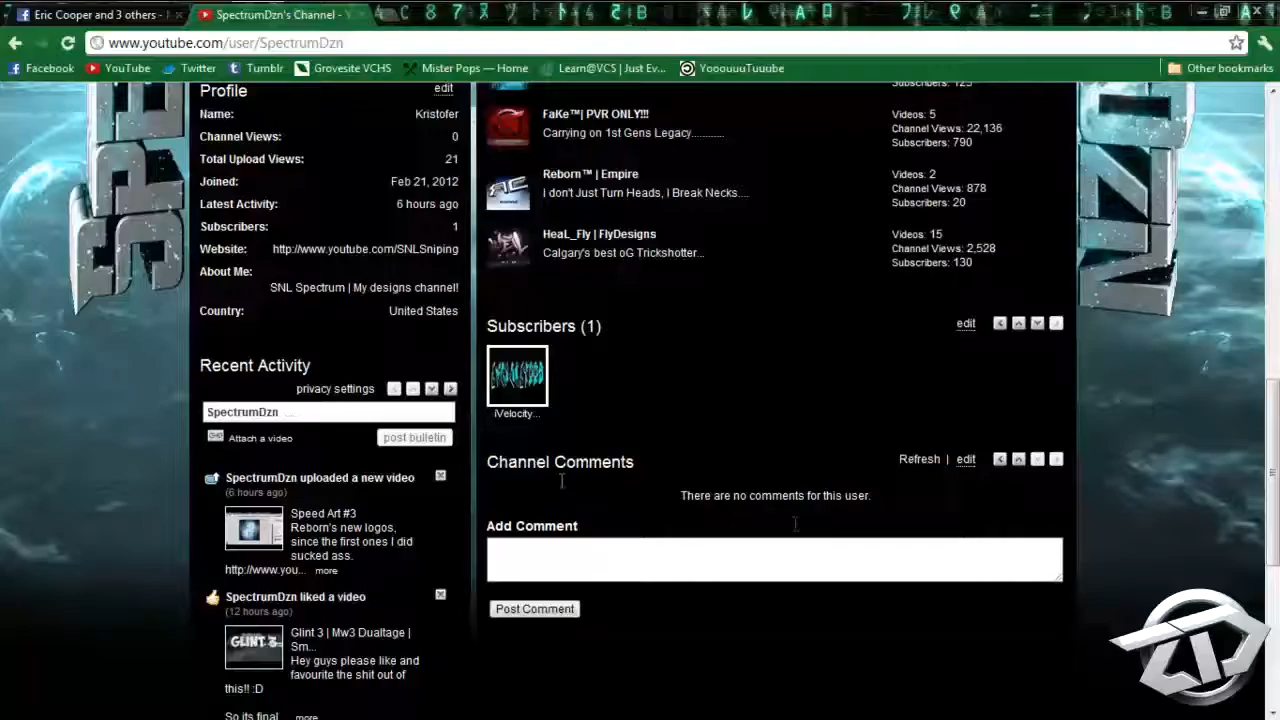 Eric Cooper and 3 others -
SpectrumDzn's Channel - Y
www.youtube.com/user/SpectrumDzn
Facebook
YouTube
Twitter
Tumblr
Grovesite VCHS
Mister Pops — Home
Learn@VCS | Just Ev...
YooouuuTuuube
Other bookmarks
Profile
edit
Name: Kristofer
Channel Views: 0
Total Upload Views: 21
Joined: Feb 21, 2012
Latest Activity: 6 hours ago
Subscribers: 1
Website: http://www.youtube.com/SNLSniping
About Me:
SNL Spectrum | My designs channel!
Country: United States
Recent Activity
privacy settings
SpectrumDzn
Attach a video
post bulletin
SpectrumDzn uploaded a new video
(6 hours ago)
Speed Art #3
Reborn's new logos,
since the first ones I did
sucked ass.
http://www.you... more
SpectrumDzn liked a video
(12 hours ago)
GLINT 3
Glint 3 | Mw3 Dualtage |
Sm...
Hey guys please like and
favourite the shit out of
this!! :D
So its final more
Subscribers: 125
FaKe™| PVR ONLY!!!
Carrying on 1st Gens Legacy...........
Videos: 5
Channel Views: 22,136
Subscribers: 790
Reborn™ | Empire
I don't Just Turn Heads, I Break Necks....
Videos: 2
Channel Views: 878
Subscribers: 20
HeaL_Fly | FlyDesigns
Calgary's best oG Trickshotter...
Videos: 15
Channel Views: 2,528
Subscribers: 130
Subscribers (1)
edit
iVelocity...
Channel Comments
Refresh | edit
There are no comments for this user.
Add Comment
Post Comment